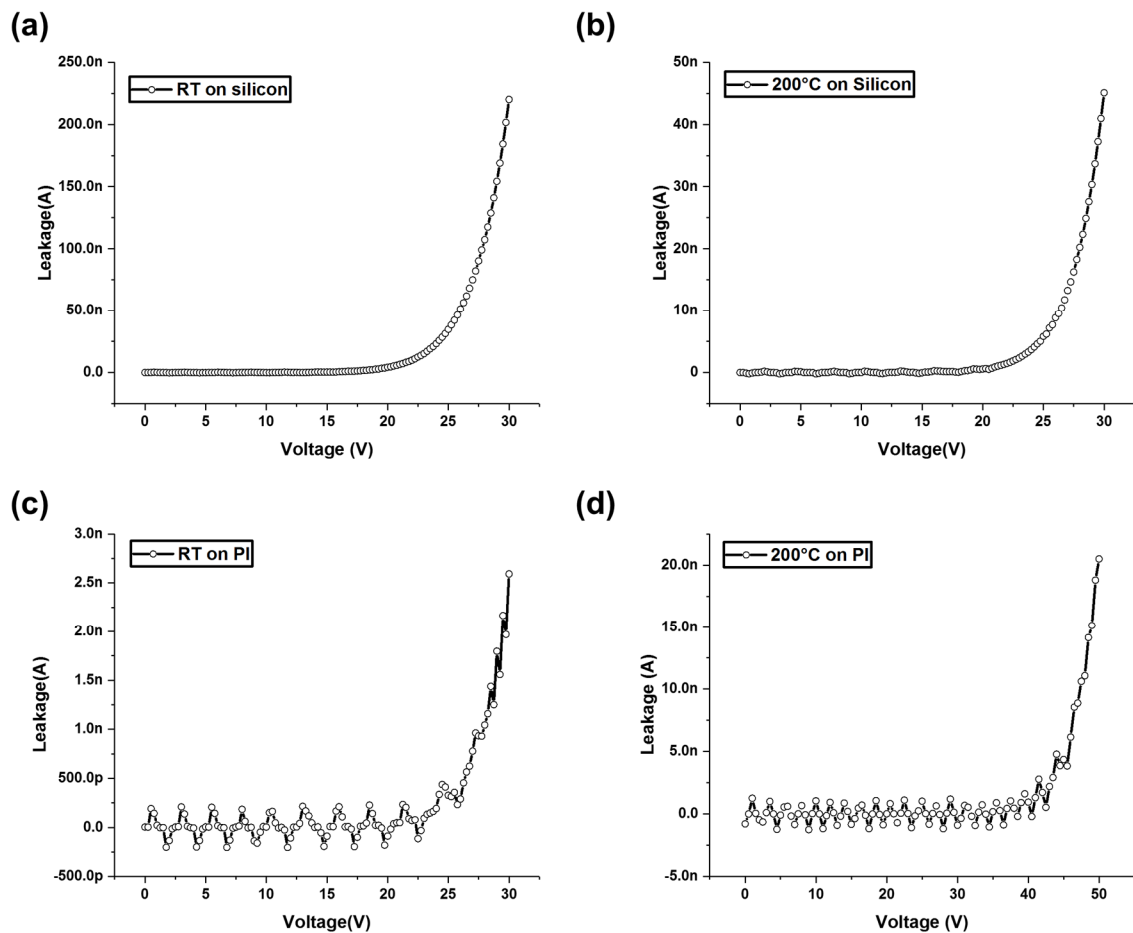 (a)
250.0n
200.0n
150.0n
100.0n
50.0n
0.0
Leakage(A)
RT on silicon
0 5 10 15 20 25 30
Voltage (V)
(b)
50n
40n
30n
20n
10n
0
Leakage(A)
200°C on Silicon
0 5 10 15 20 25 30
Voltage(V)
(c)
3.0n
2.5n
2.0n
1.5n
1.0n
500.0p
0.0
-500.0p
Leakage(A)
RT on PI
0 5 10 15 20 25 30
Voltage(V)
(d)
20.0n
15.0n
10.0n
5.0n
0.0
-5.0n
Leakage (A)
200°C on PI
0 10 20 30 40 50
Voltage (V)